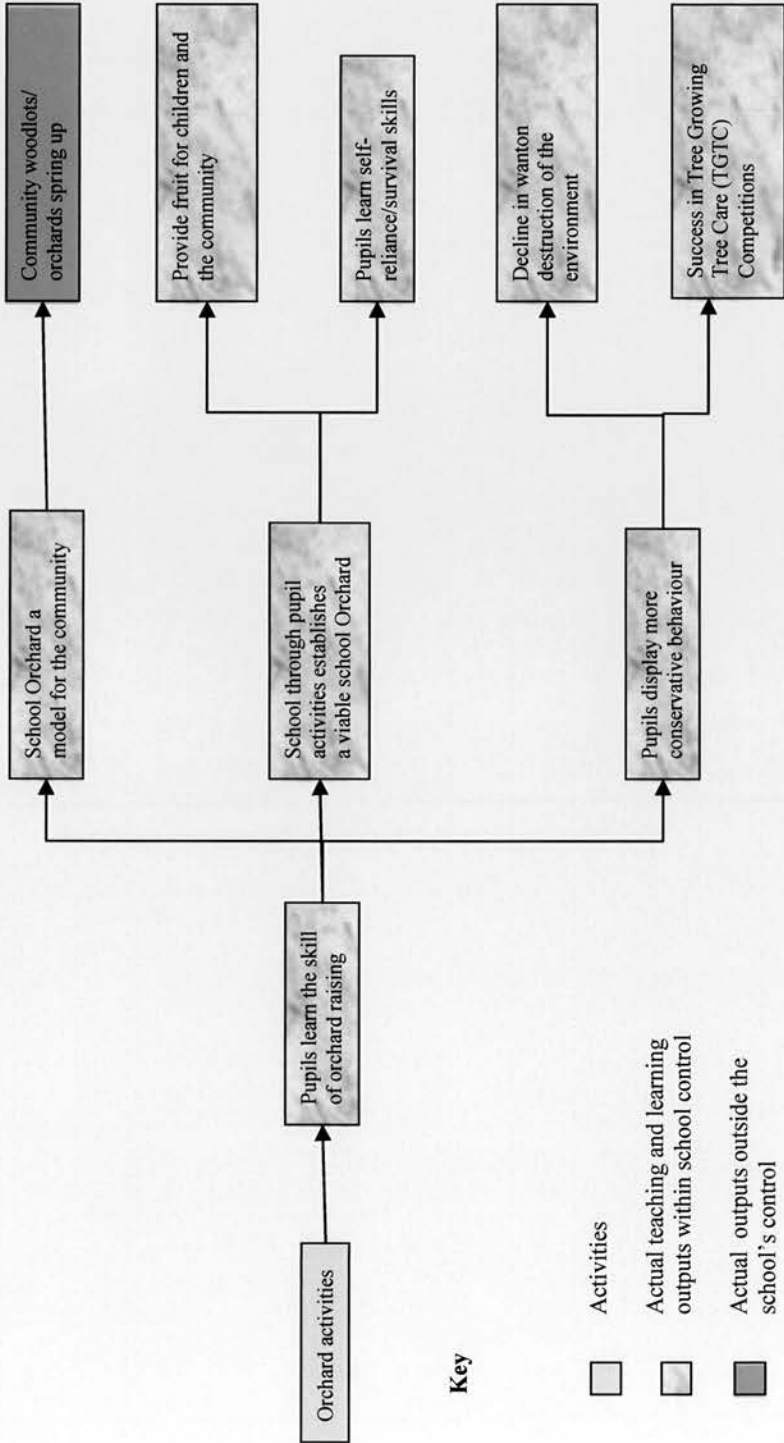 Orchard activities
Pupils learn the skill
of orchard raising
School Orchard a
model for the community
School through pupil
activities establishes
a viable school Orchard
Pupils display more
conservative behaviour
Community woodlots/
orchards spring up
Provide fruit for children and
the community
Pupils learn self-
reliance/survival skills
Decline in wanton
destruction of the
environment
Success in Tree Growing
Tree Care (TGTC)
Competitions
Key
Activities
Actual teaching and learning
outputs within school control
Actual outputs outside the
school's control